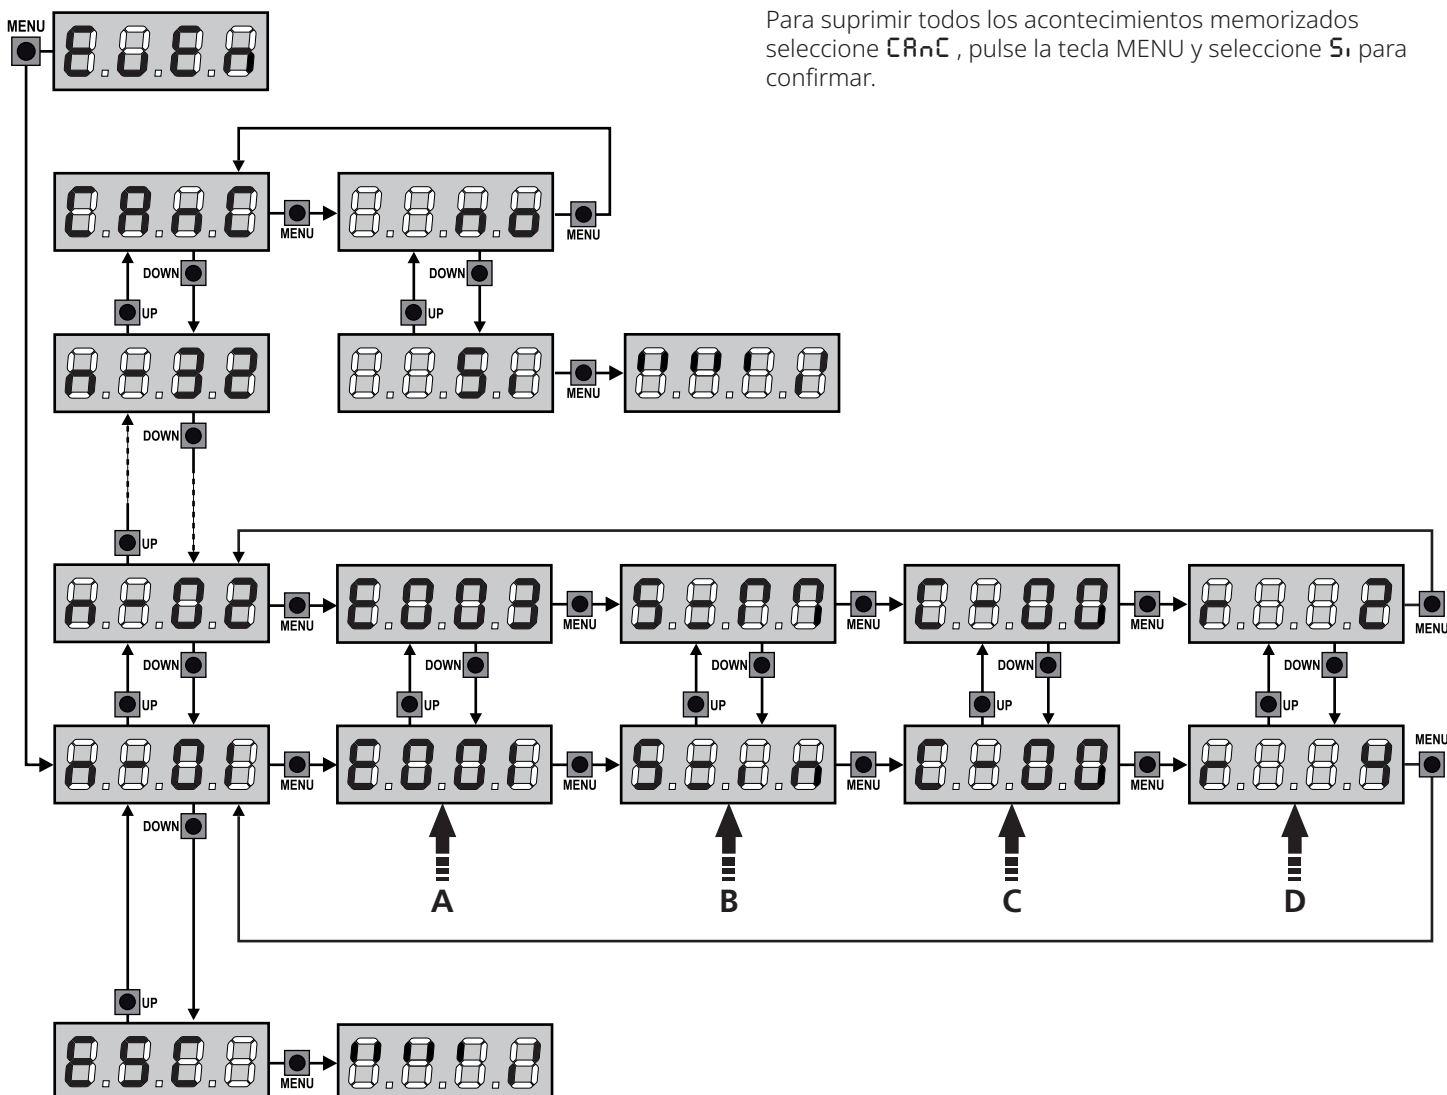 MENU
EuEn
Para suprimir todos los acontecimientos memorizados
seleccione CAnC , pulse la tecla MENU y seleccione Si para
confirmar.
CAnC
MENU
no
MENU
DOWN
DOWN
UP
UP
n-32
Si
MENU
DOWN
UP
n-02
MENU
E003
MENU
MENU
MENU
r 2
MENU
DOWN
DOWN
DOWN
DOWN
DOWN
UP
UP
UP
UP
UP
n-01
MENU
E001
MENU
MENU
C-00
MENU
r 4
MENU
DOWN
A
B
C
D
UP
ESC
MENU